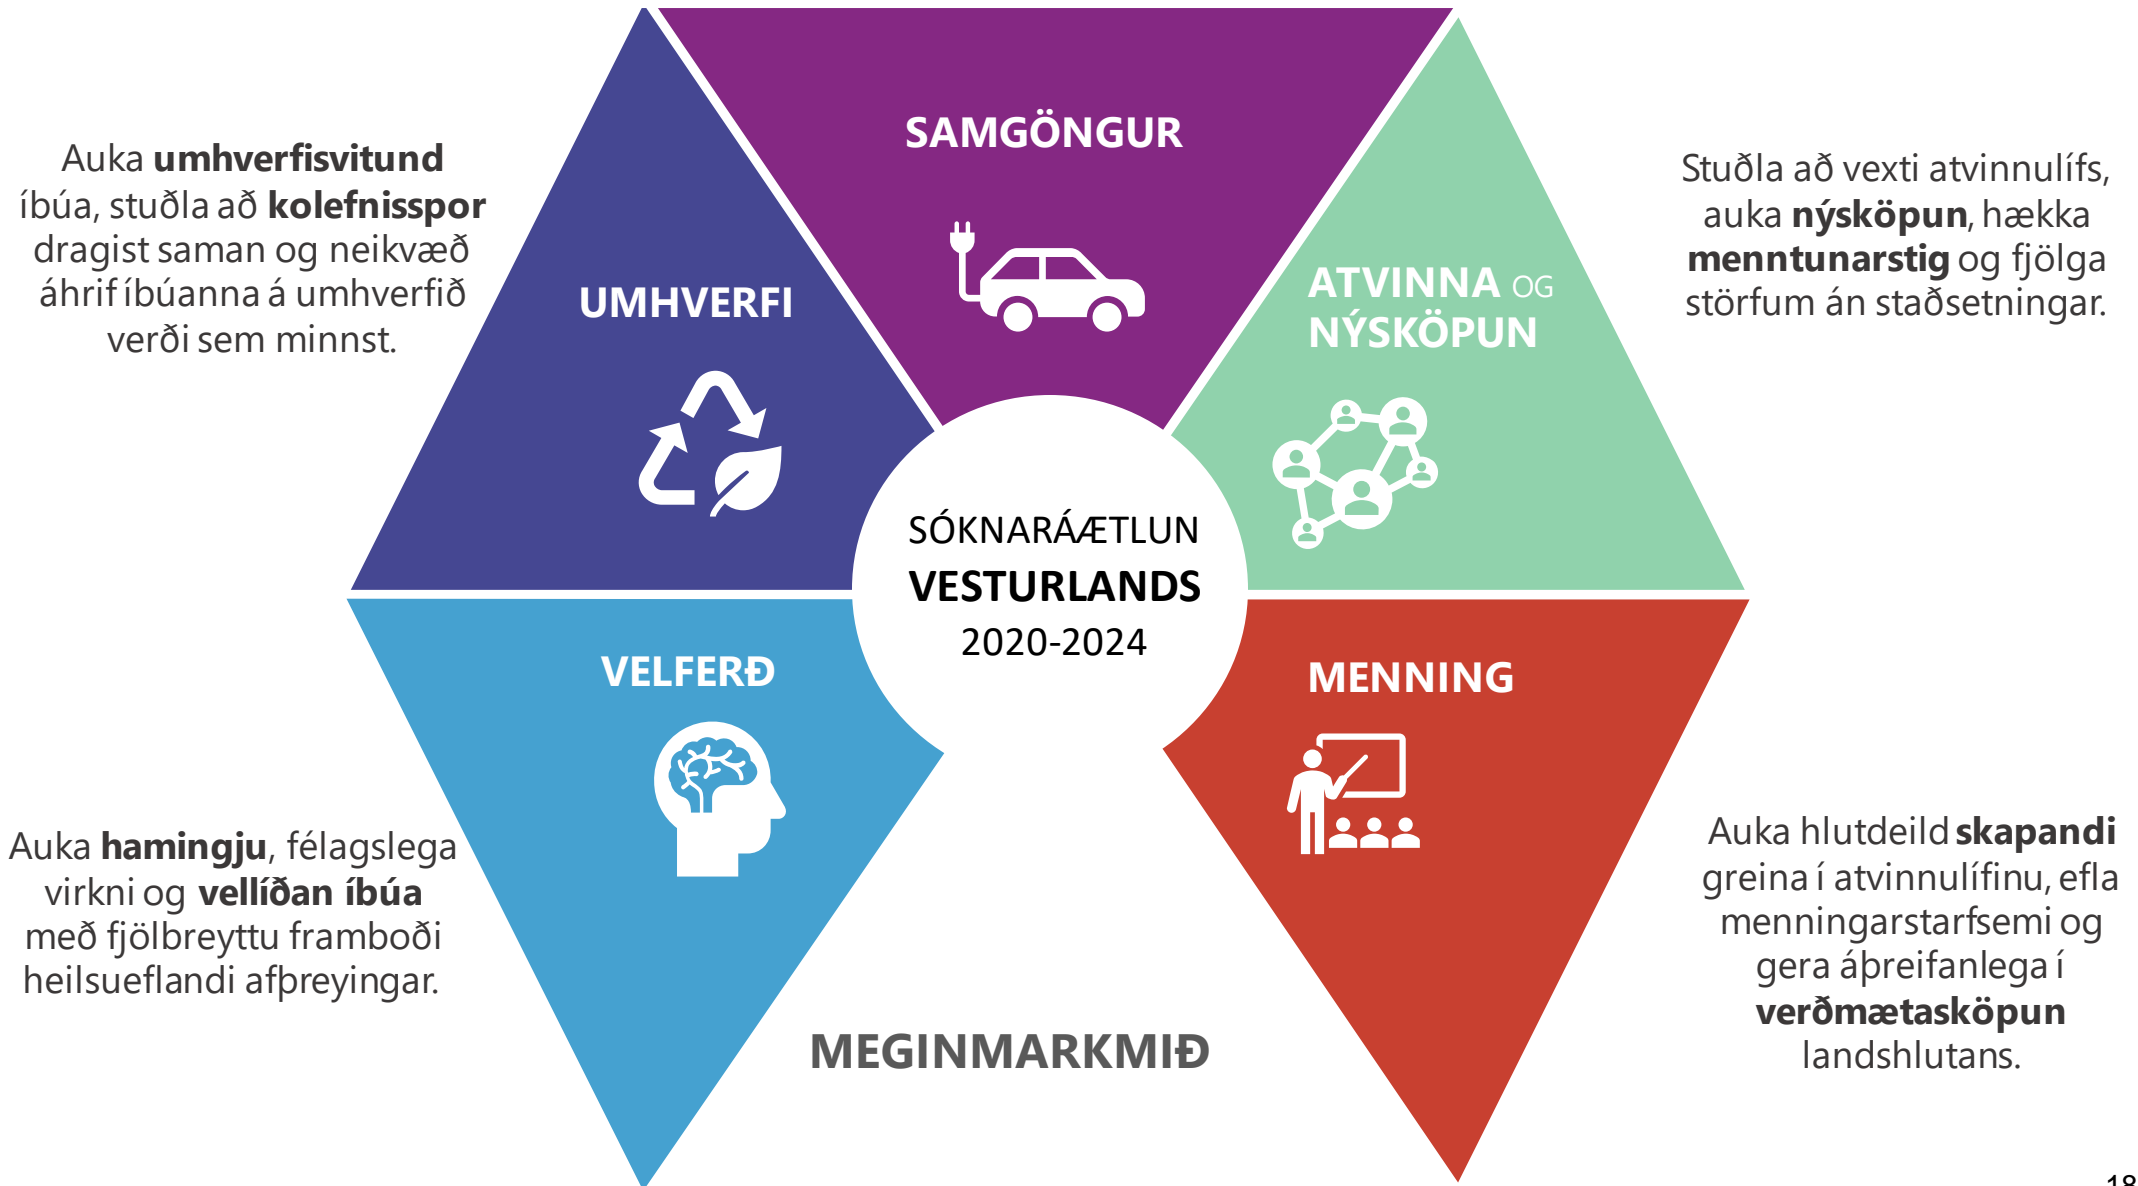 SAMGÖNGUR
Auka umhverfisvitund
íbúa, stuðla að kolefnisspor
dragist saman og neikvæð
áhrif íbúanna á umhverfið
verði sem minnst.
UMHVERFI
ATVINNA OG
NÝSKÖPUN
Stuðla að vexti atvinnulífs,
auka nýsköpun, hækka
menntunarstig og fjölga
störfum án staðsetningar.
SÓKNARÁÆTLUN
VESTURLANDS
2020-2024
VELFERÐ
Auka hamingju, félagslega
virkni og vellíðan íbúa
með fjölbreyttu framboði
heilsueflandi afþreyingar.
MENNING
Auka hlutdeild skapandi
greina í atvinnulífinu, efla
menningarstarfsemi og
gera áþreifanlega í
verðmætasköpun
landshlutans.
MEGINMARKMIÐ
18